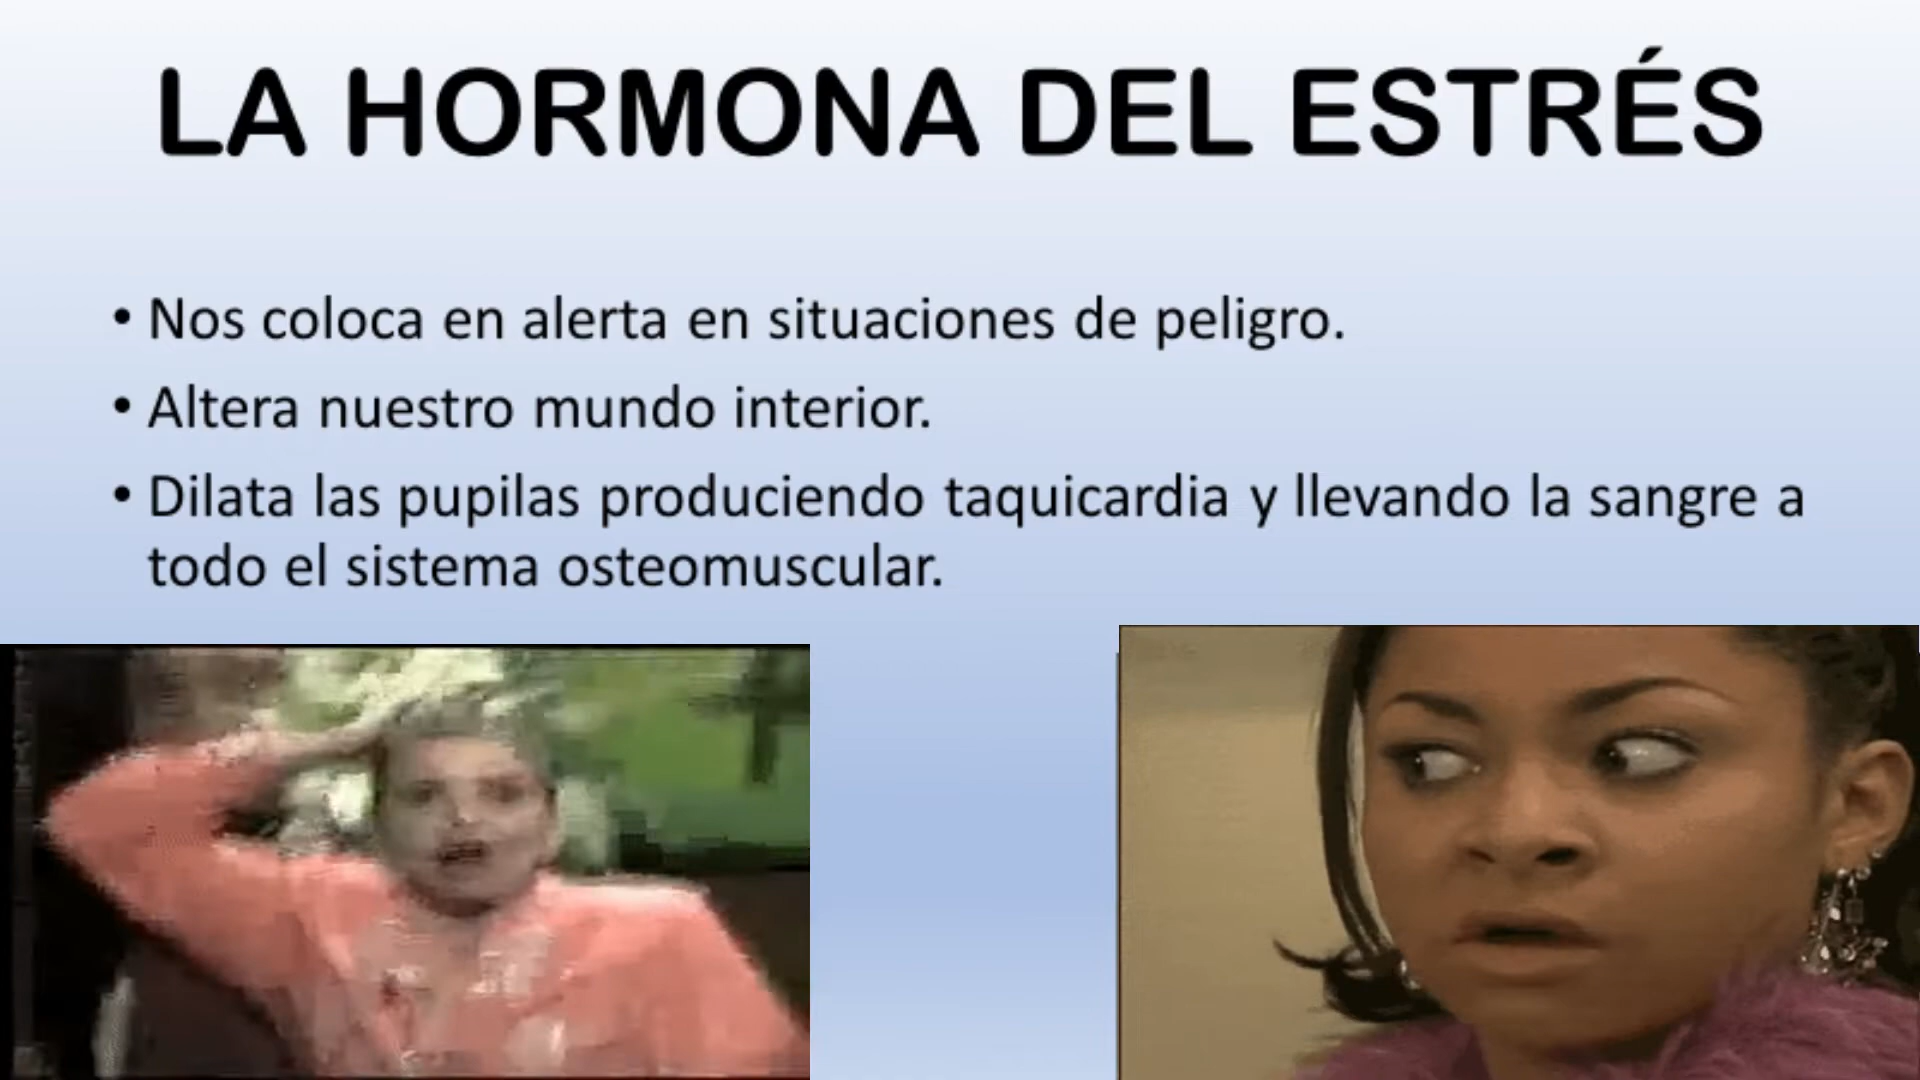 LA HORMONA DEL ESTRÉS
• Nos coloca en alerta en situaciones de peligro.
• Altera nuestro mundo interior.
• Dilata las pupilas produciendo taquicardia y llevando la sangre a
todo el sistema osteomuscular.